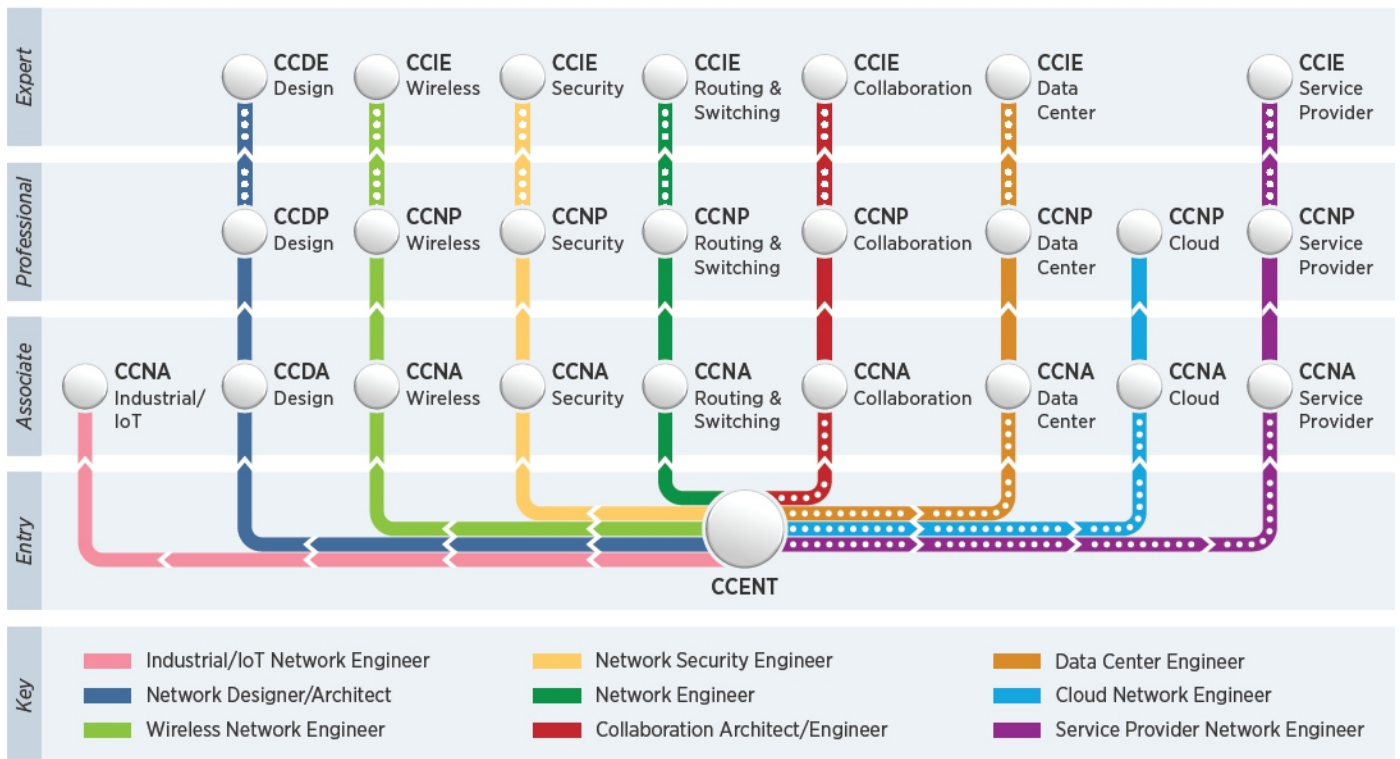 Expert
CCDE
Design
CCIE
Wireless
CCIE
Security
CCIE
Routing &
Switching
CCIE
Collaboration
CCIE
Data
Center
CCIE
Service
Provider
Professional
CCDP
Design
CCNP
Wireless
CCNP
Security
CCNP
Routing &
Switching
CCNP
Collaboration
CCNP
Data
Center
CCNP
Cloud
CCNP
Service
Provider
Associate
CCNA
Industrial/
IoT
CCDA
Design
CCNA
Wireless
CCNA
Security
CCNA
Routing &
Switching
CCNA
Collaboration
CCNA
Data
Center
CCNA
Cloud
CCNA
Service
Provider
Entry
CCENT
Key
Industrial/IoT Network Engineer
Network Designer/Architect
Wireless Network Engineer
Network Security Engineer
Network Engineer
Collaboration Architect/Engineer
Data Center Engineer
Cloud Network Engineer
Service Provider Network Engineer